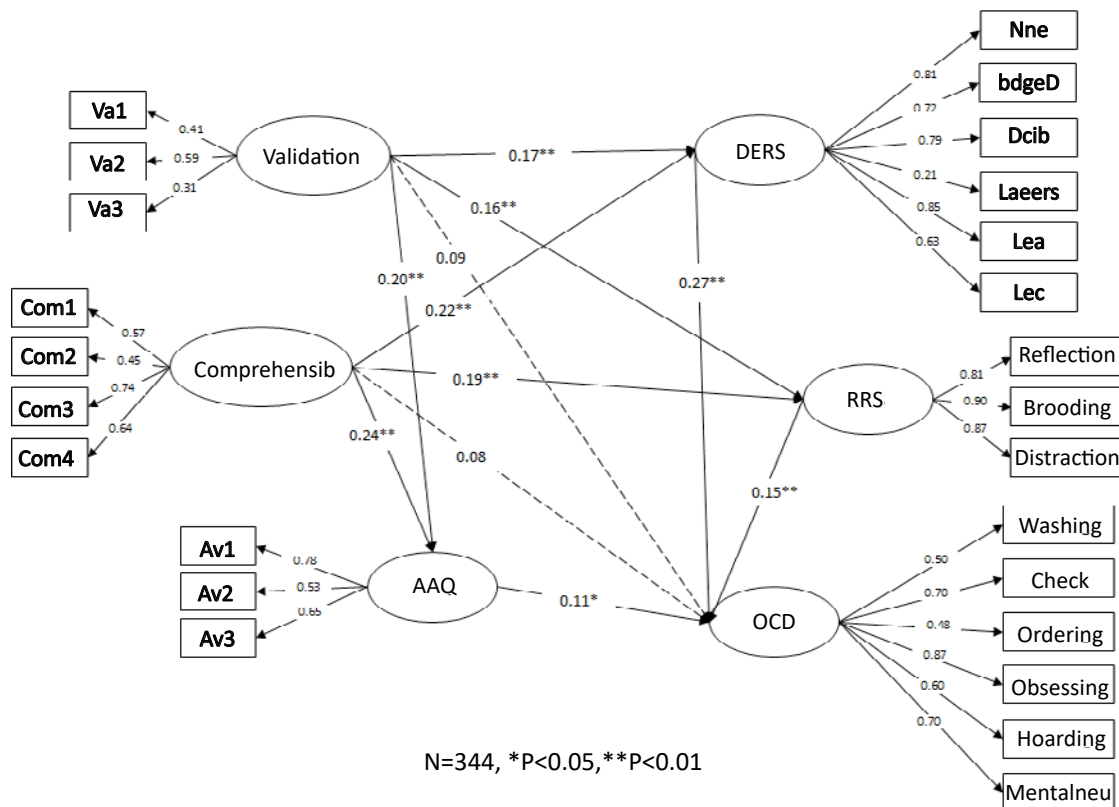 Nne
0.81
bdgeD
0.72
Dcib
0.79
Laeers
0.21
Lea
0.85
Lec
0.63
DERS
Va1
0.41
Va2
0.59
Va3
0.31
Validation
0.17**
0.16**
0.09
0.20**
0.27**
0.22**
Com1
0.57
Com2
0.45
Com3
0.74
Com4
0.64
Comprehensib
0.19**
0.24**
0.08
RRS
Reflection
0.81
Brooding
0.90
Distraction
0.87
0.15**
Av1
0.78
Av2
0.53
Av3
0.65
AAQ
0.11*
OCD
Washing
0.50
Check
0.70
Ordering
0.48
Obsessing
0.87
Hoarding
0.60
Mentalneu
0.70
N=344, *P<0.05,**P<0.01